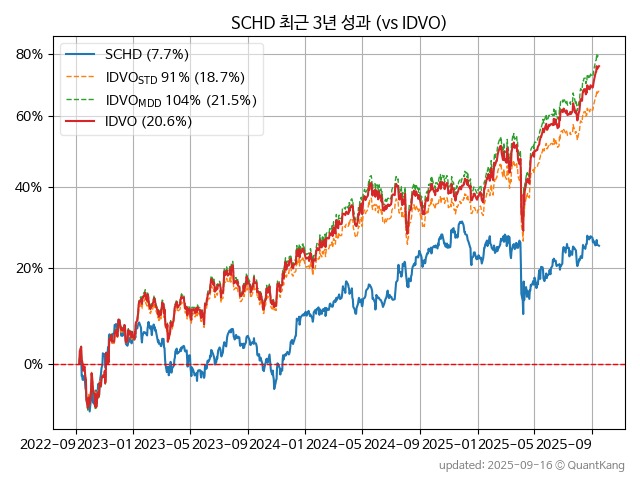 SCHD 최근 3년 성과 (vs IDVO)
SCHD (7.7%)
IDVO_STD 91% (18.7%)
IDVO_MDD 104% (21.5%)
IDVO (20.6%)
80%
60%
40%
20%
0%
2022-09 2023-01 2023-05 2023-09 2024-01 2024-05 2024-09 2025-01 2025-05 2025-09
updated: 2025-09-16 © QuantKang